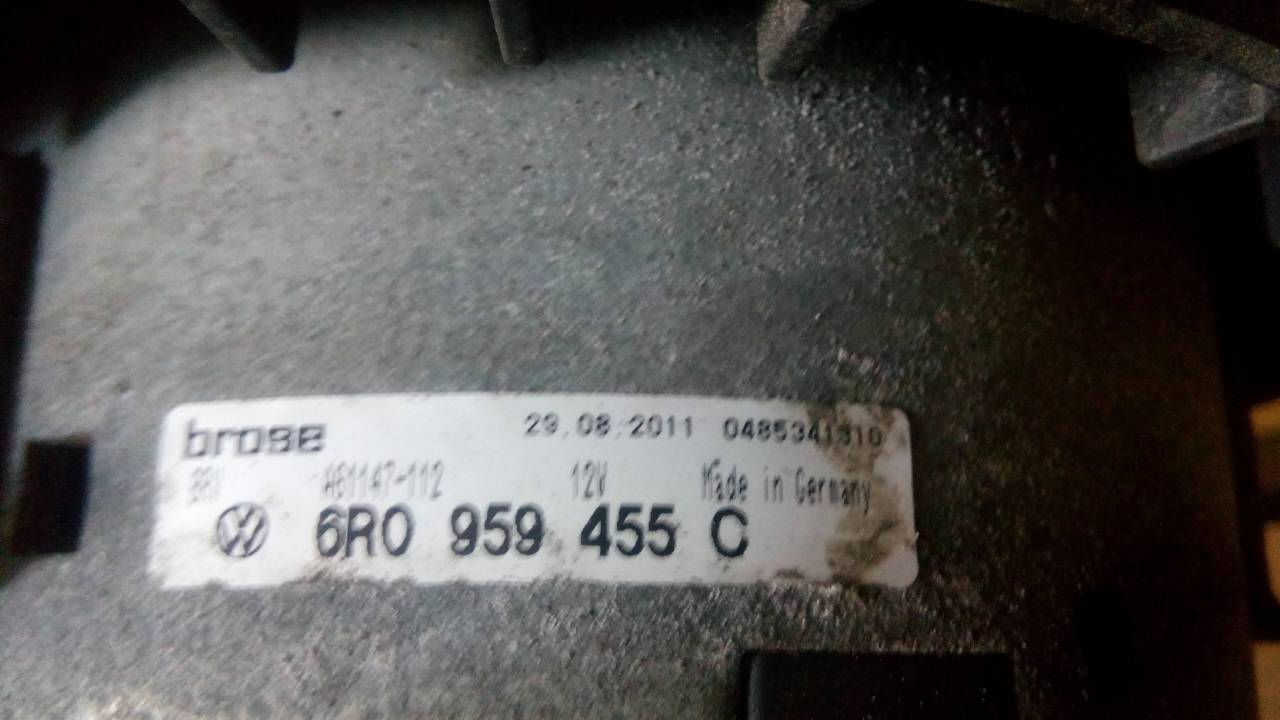 brose 29.08.2011 0485341310
BRV A61147-112 12V Made in Germany
6R0 959 455 C